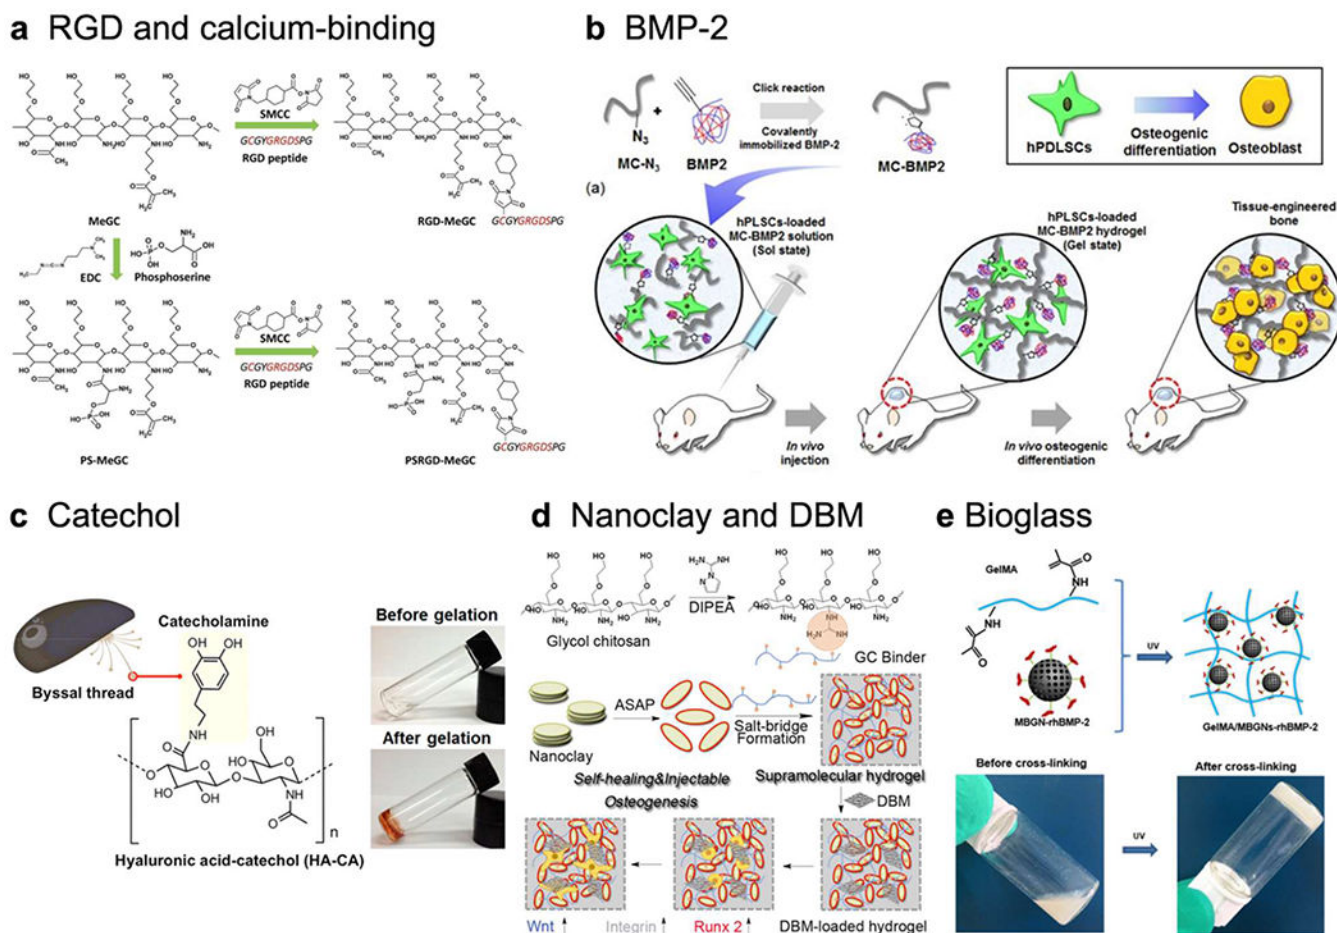 a RGD and calcium-binding
SMCC
GCGYGRGDSPG
RGD peptide
MeGC
RGD-MeGC
GCGYGRGDSPG
EDC
Phosphoserine
SMCC
GCGYGRGDSPG
RGD peptide
PS-MeGC
PSRGD-MeGC
GCGYGRGDSPG
b BMP-2
N3
MC-N3
+
BMP2
Click reaction
Covalently
immobilized BMP-2
MC-BMP2
hPDLSCs
Osteogenic
differentiation
Osteoblast
(a)
hPLSCs-loaded
MC-BMP2 solution
(Sol state)
hPLSCs-loaded
MC-BMP2 hydrogel
(Gel state)
Tissue-engineered
bone
In vivo
injection
In vivo osteogenic
differentiation
c Catechol
Catecholamine
Byssal thread
OH
OH
NH
n
Hyaluronic acid-catechol (HA-CA)
Before gelation
After gelation
d Nanoclay and DBM
DIPEA
Glycol chitosan
GC Binder
ASAP
Salt-bridge
Formation
Nanoclay
Self-healing&Injectable
Osteogenesis
Supramolecular hydrogel
DBM
Wnt
Integrin
Runx 2
DBM-loaded hydrogel
e Bioglass
GelMA
NH
O
MBGN-rhBMP-2
UV
GelMA/MBGNs-rhBMP-2
Before cross-linking
After cross-linking
UV